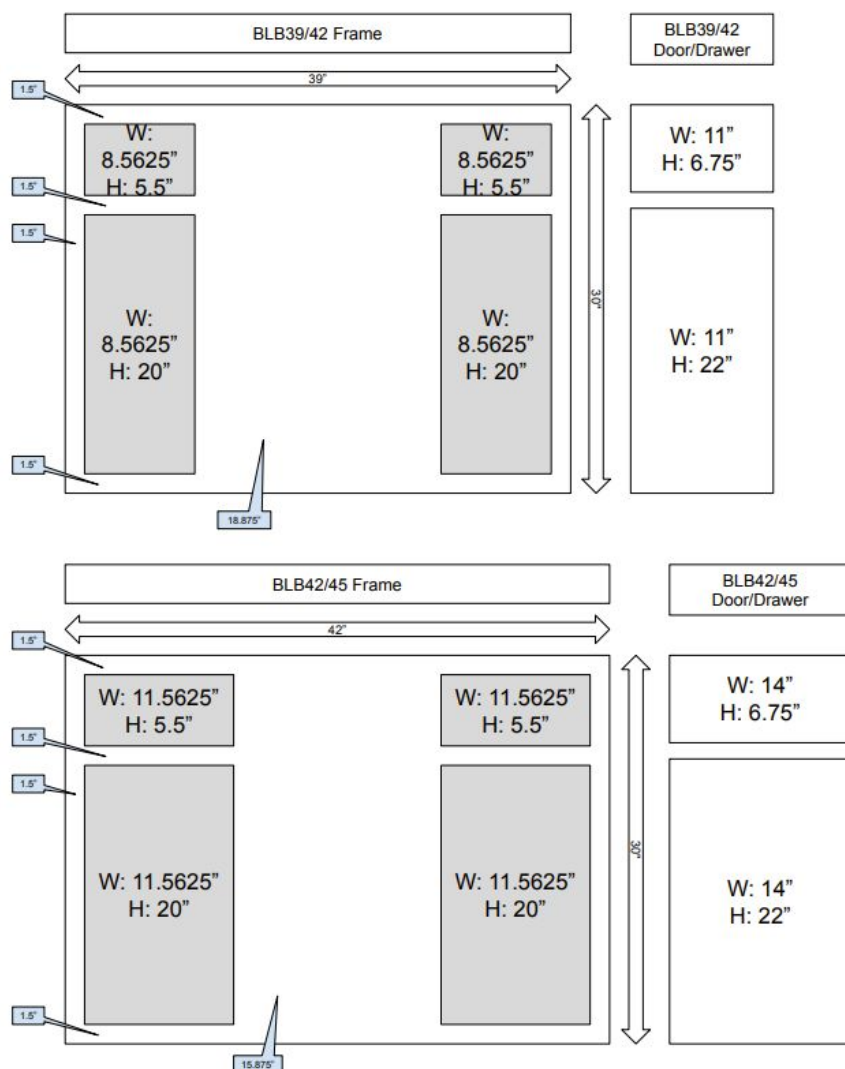 BLB39/42 Frame
BLB39/42
Door/Drawer
39”
1.5”
W:
8.5625”
H: 5.5”
W:
8.5625”
H: 5.5”
W: 11”
H: 6.75”
1.5”
1.5”
W:
8.5625”
H: 20”
W:
8.5625”
H: 20”
30”
W: 11”
H: 22”
1.5”
18.875”
BLB42/45 Frame
BLB42/45
Door/Drawer
42”
1.5”
W: 11.5625”
H: 5.5”
W: 11.5625”
H: 5.5”
W: 14”
H: 6.75”
1.5”
1.5”
W: 11.5625”
H: 20”
W: 11.5625”
H: 20”
30”
W: 14”
H: 22”
1.5”
15.875”